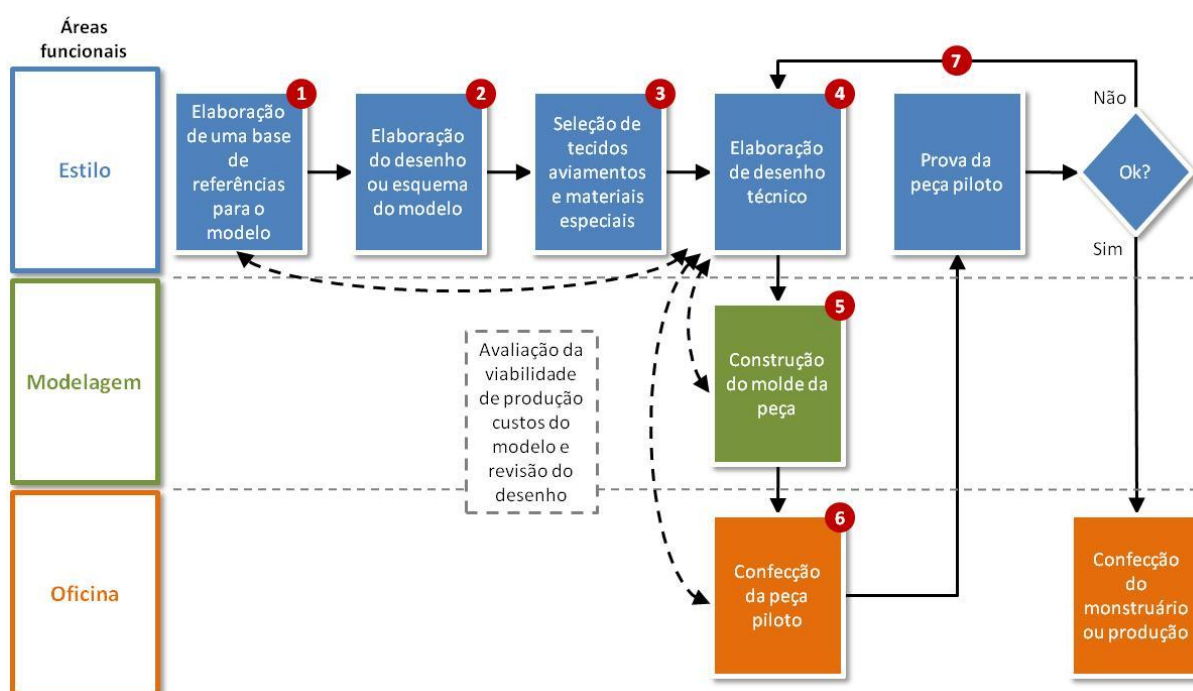 Áreas
funcionais
Estilo
1
Elaboração
de uma base
de
referências
para o
modelo
2
Elaboração
do desenho
ou esquema
do modelo
3
Seleção de
tecidos
aviamentos
e materiais
especiais
4
Elaboração
de desenho
técnico
Prova da
peça piloto
7
Não
Ok?
Sim
Modelagem
Avaliação da
viabilidade
de produção
custos do
modelo e
revisão do
desenho
5
Construção
do molde da
peça
Oficina
6
Confecção
da peça
piloto
Confecção
do
monstruário
ou produção